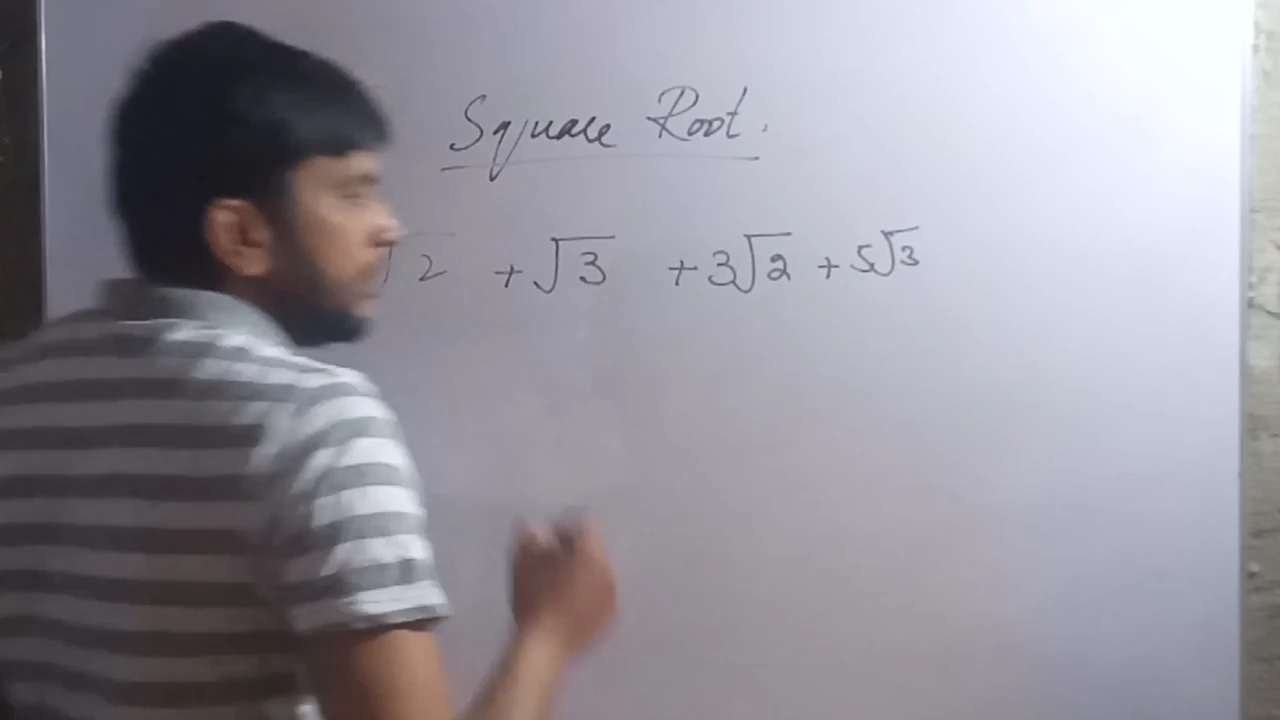 Square Root.
√2 + √3 + 3√2 + 5√3